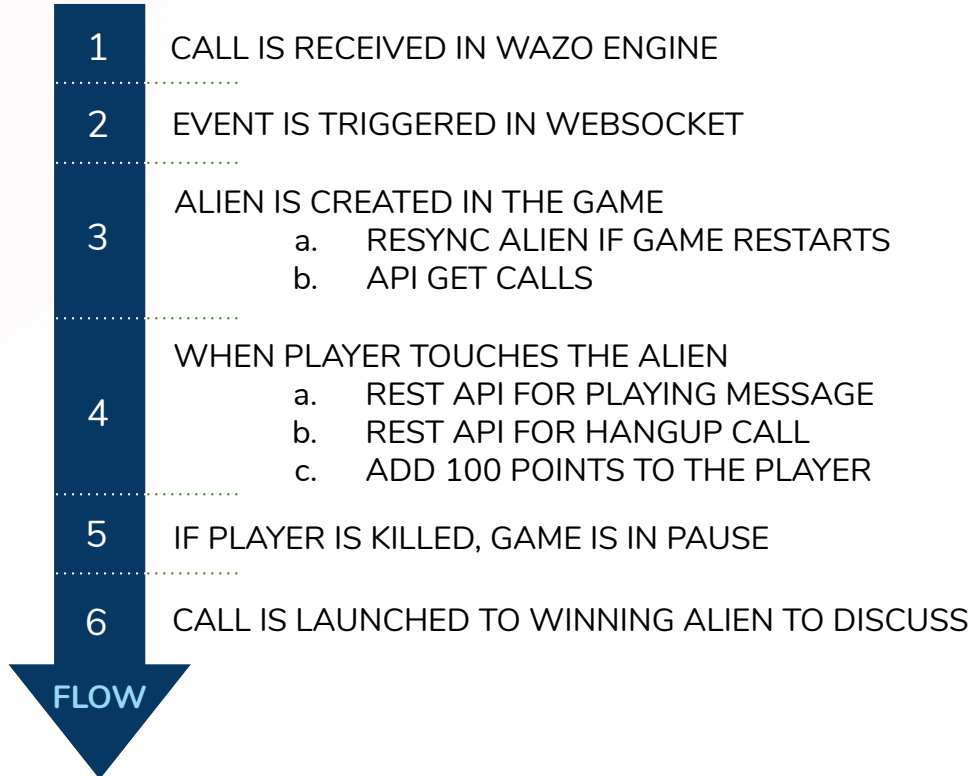 1 CALL IS RECEIVED IN WAZO ENGINE
2 EVENT IS TRIGGERED IN WEBSOCKET
3 ALIEN IS CREATED IN THE GAME
a. RESYNC ALIEN IF GAME RESTARTS
b. API GET CALLS
4 WHEN PLAYER TOUCHES THE ALIEN
a. REST API FOR PLAYING MESSAGE
b. REST API FOR HANGUP CALL
c. ADD 100 POINTS TO THE PLAYER
5 IF PLAYER IS KILLED, GAME IS IN PAUSE
6 CALL IS LAUNCHED TO WINNING ALIEN TO DISCUSS
FLOW